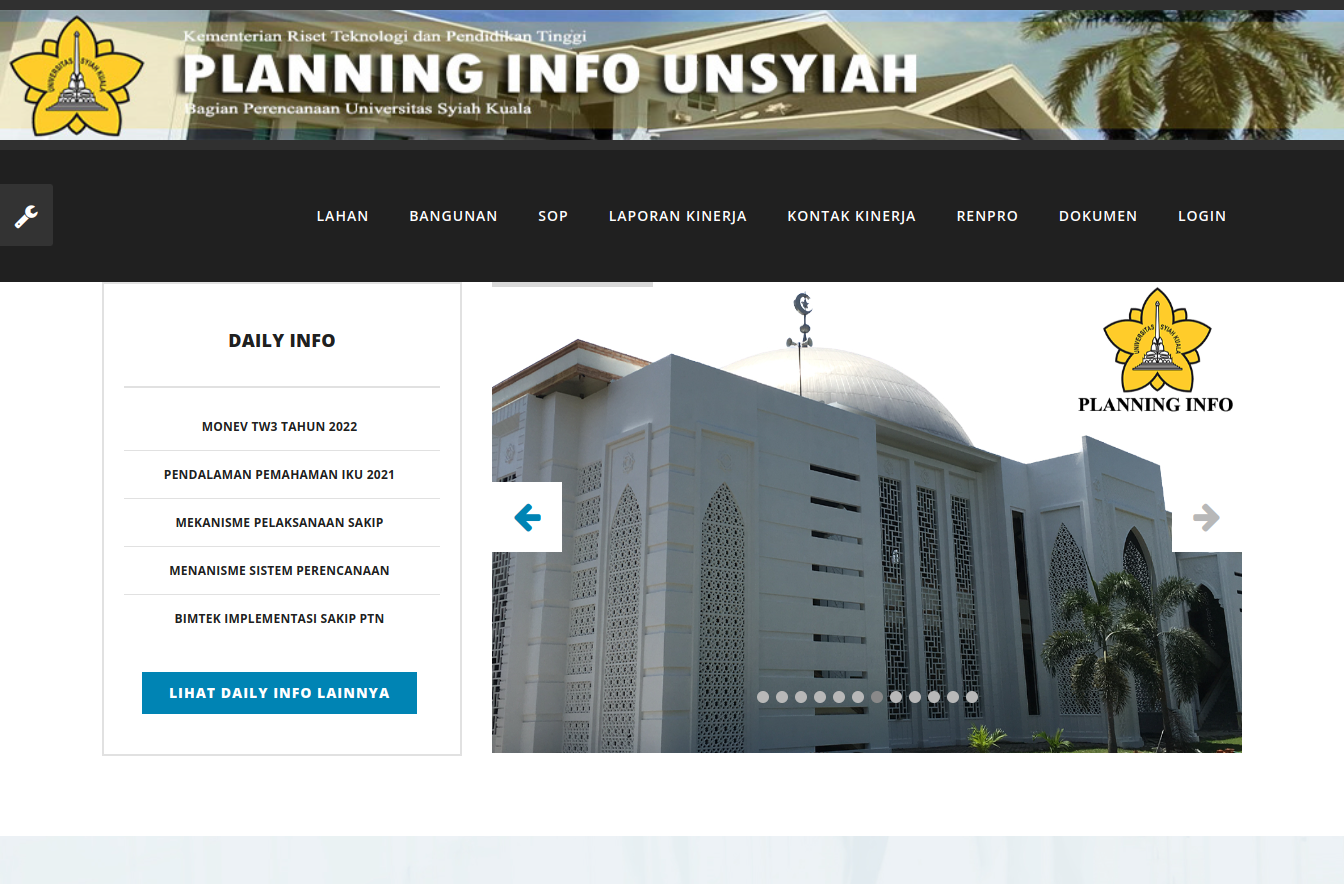 Kementerian Riset Teknologi dan Pendidikan Tinggi
PLANNING INFO UNSYIAH
Bagian Perencanaan Universitas Syiah Kuala
UNIVERSITAS SYIAH KUALA
LAHAN
BANGUNAN
SOP
LAPORAN KINERJA
KONTAK KINERJA
RENPRO
DOKUMEN
LOGIN
DAILY INFO
MONEV TW3 TAHUN 2022
PENDALAMAN PEMAHAMAN IKU 2021
MEKANISME PELAKSANAAN SAKIP
MENANISME SISTEM PERENCANAAN
BIMTEK IMPLEMENTASI SAKIP PTN
LIHAT DAILY INFO LAINNYA
UNIVERSITAS SYIAH KUALA
PLANNING INFO